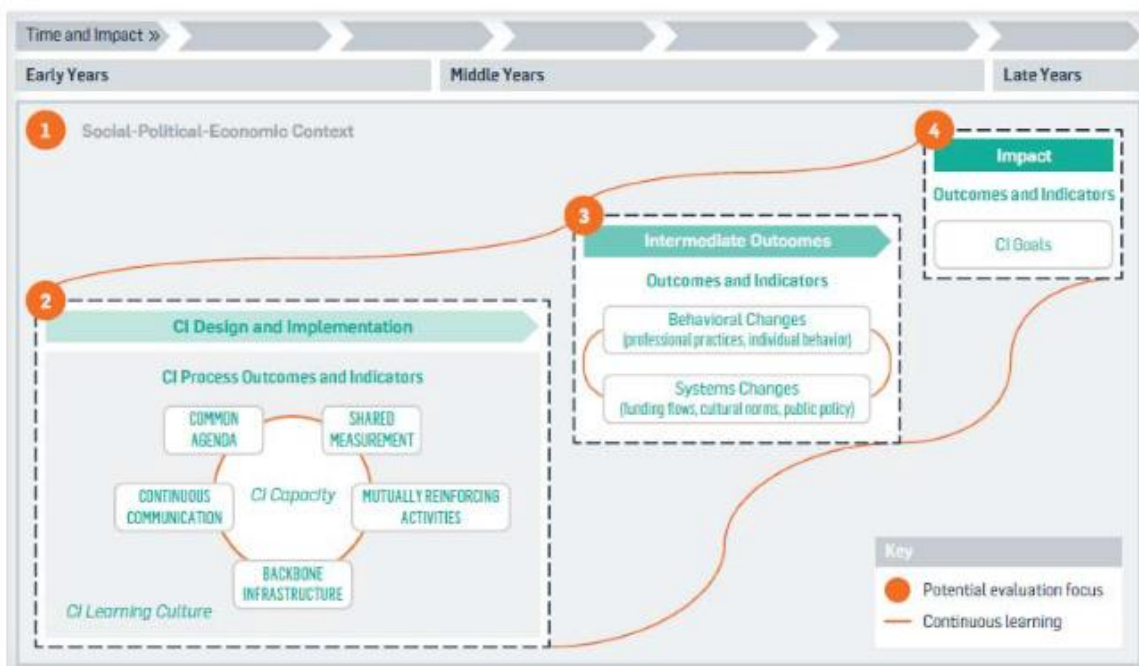 Time and Impact »
Early Years
Middle Years
Late Years
1
Social-Political-Economic Context
4
Impact
Outcomes and Indicators
CI Goals
3
Intermediate Outcomes
Outcomes and Indicators
Behavioral Changes
(professional practices, individual behavior)
Systems Changes
(funding flows, cultural norms, public policy)
2
CI Design and Implementation
CI Process Outcomes and Indicators
COMMON
AGENDA
SHARED
MEASUREMENT
CONTINUOUS
COMMUNICATION
CI Capacity
MUTUALLY REINFORCING
ACTIVITIES
BACKBONE
INFRASTRUCTURE
CI Learning Culture
Key
Potential evaluation focus
Continuous learning